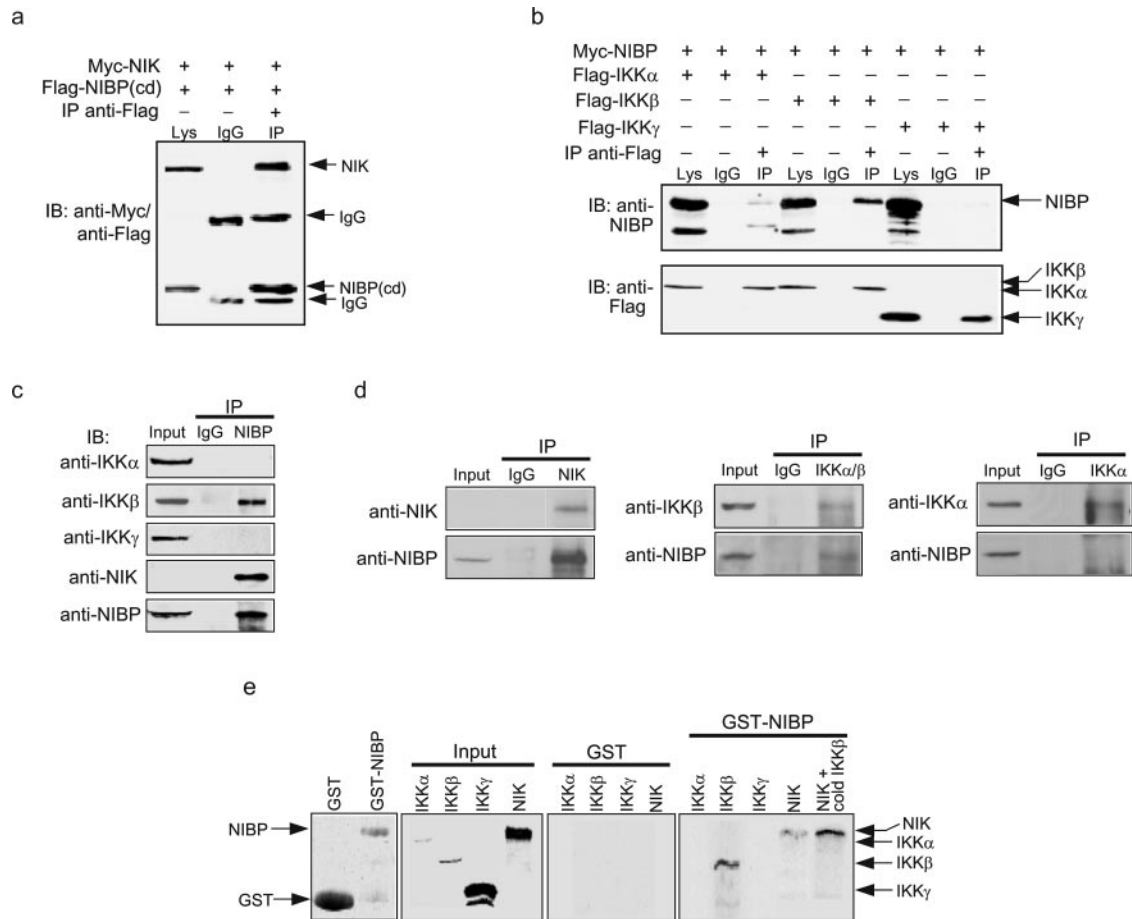 a
Myc-NIK + + +
Flag-NIBP(cd) + + +
IP anti-Flag – – +
Lys IgG IP
NIK
IgG
IB: anti-Myc/
anti-Flag
NIBP(cd)
IgG
b
Myc-NIBP + + + + + + + + +
Flag-IKKα + + + – – – – – –
Flag-IKKβ – – – + + + – – –
Flag-IKKγ – – – – – – + + +
IP anti-Flag – – + – – + – – +
Lys IgG IP Lys IgG IP Lys IgG IP
IB: anti-
NIBP
NIBP
IB: anti-
Flag
IKKβ
IKKα
IKKγ
c
IP
IB: Input IgG NIBP
anti-IKKα
anti-IKKβ
anti-IKKγ
anti-NIK
anti-NIBP
d
IP
Input IgG NIK
anti-NIK
anti-NIBP
IP
Input IgG IKKα/β
anti-IKKβ
anti-NIBP
IP
Input IgG IKKα
anti-IKKα
anti-NIBP
e
GST
GST-NIBP
Input
IKKα
IKKβ
IKKγ
NIK
GST
IKKα
IKKβ
IKKγ
NIK
GST-NIBP
IKKα
IKKβ
IKKγ
NIK
NIK +
cold IKKβ
NIBP
GST
NIK
IKKα
IKKβ
IKKγ